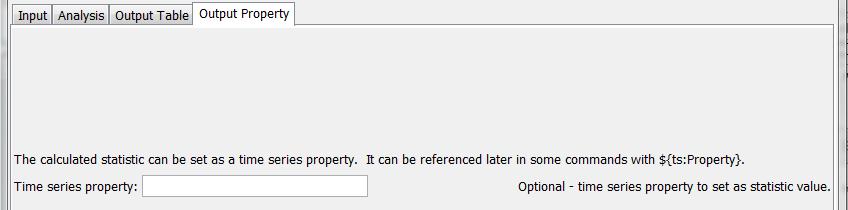 Input Analysis Output Table Output Property
The calculated statistic can be set as a time series property.  It can be referenced later in some commands with ${ts:Property}.
Time series property: Optional - time series property to set as statistic value.